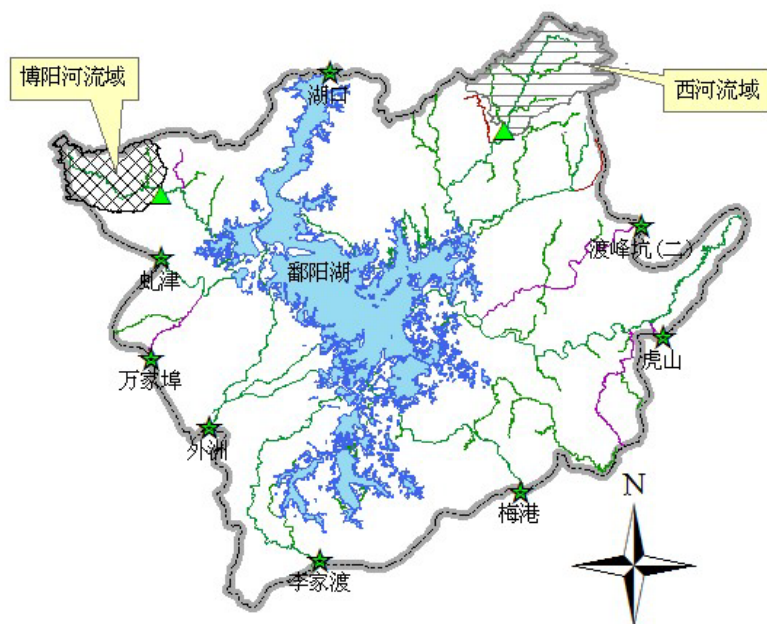 博阳河流域
湖口
西河流域
渡峰坑(二)
虬津
鄱阳湖
虎山
万家埠
外洲
梅港
N
李家渡